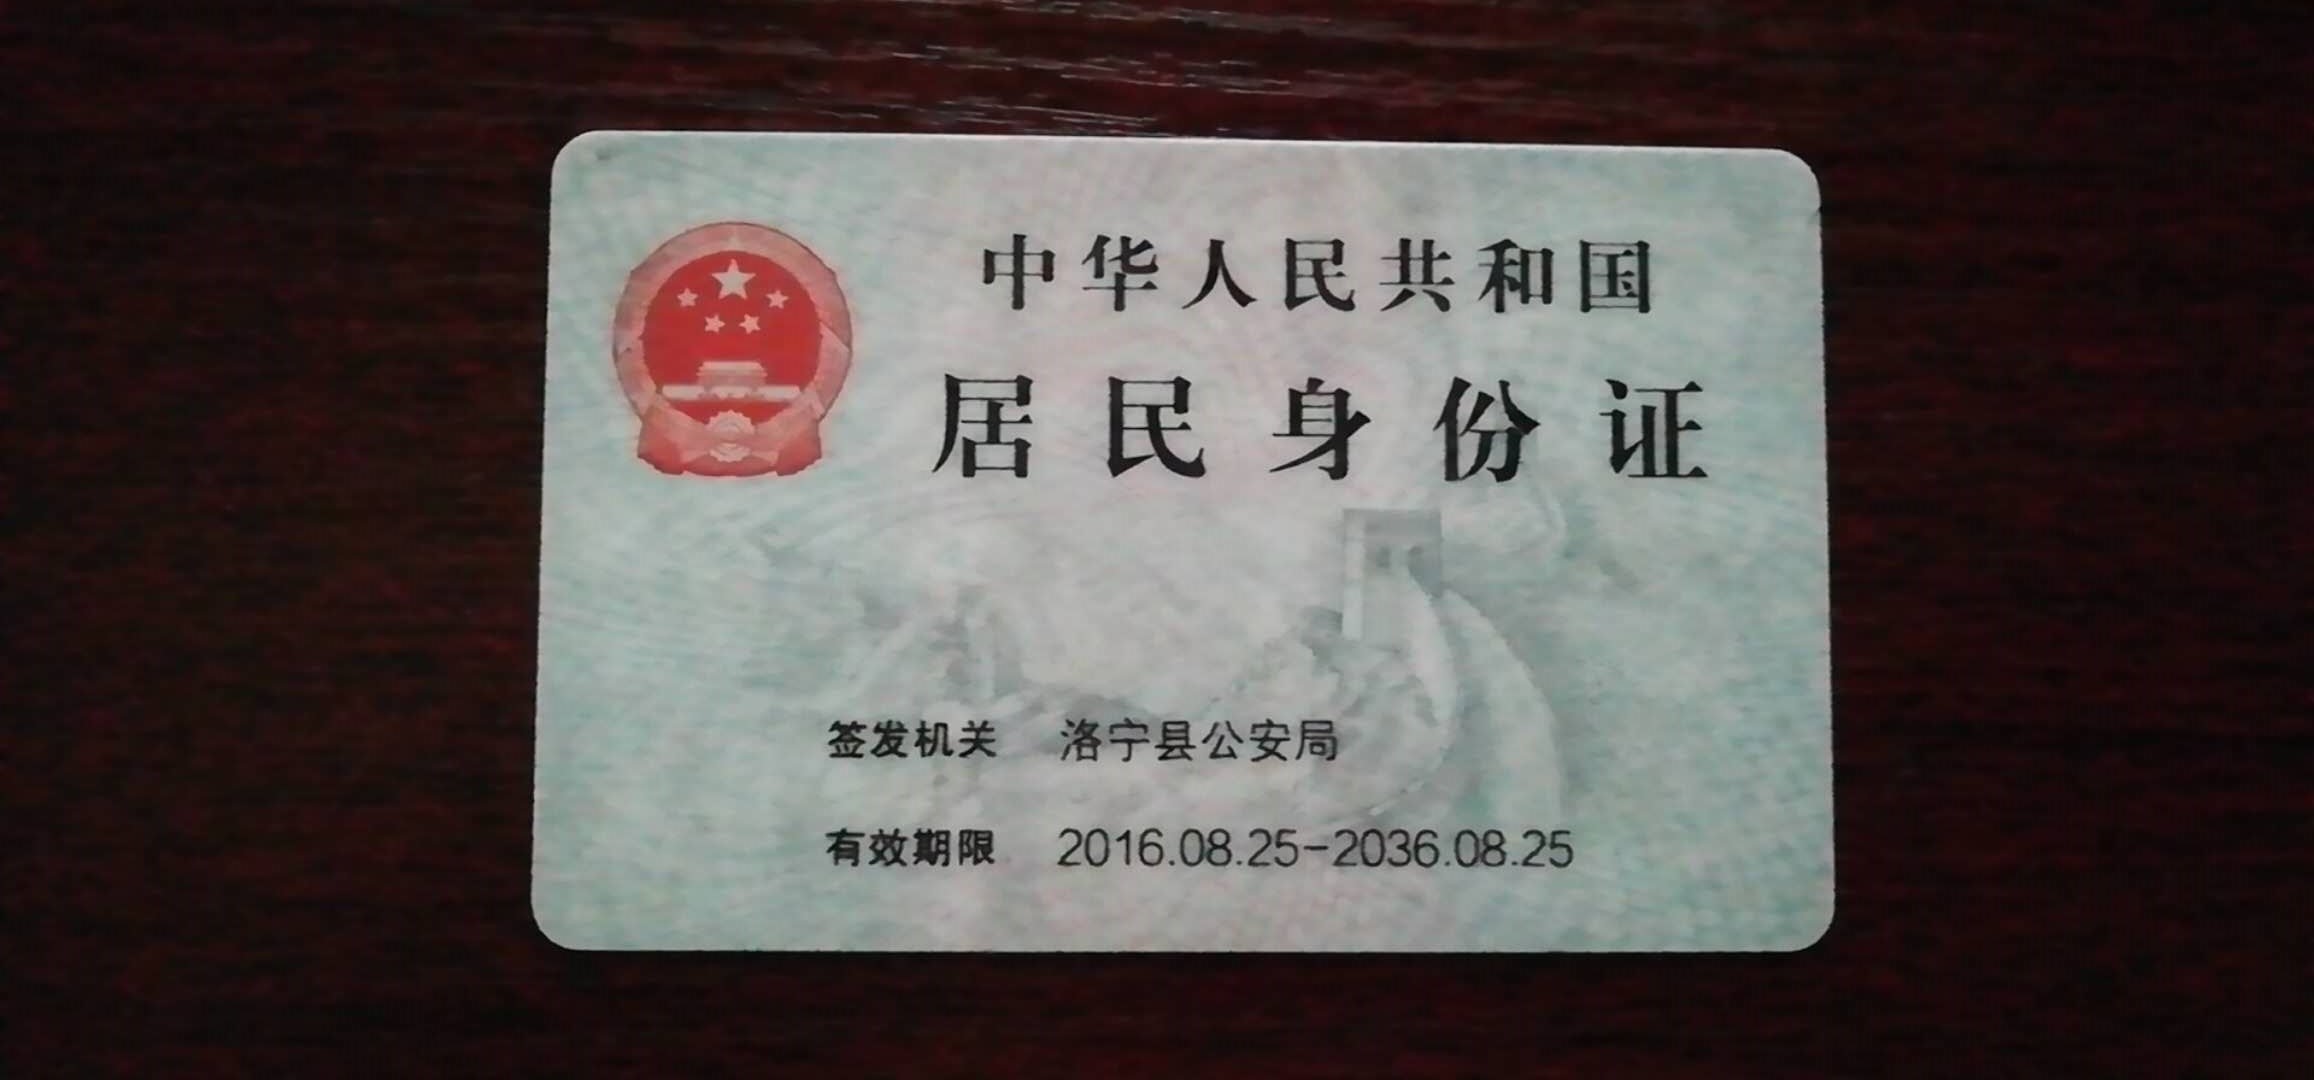 中华人民共和国
居民身份证
签发机关 洛宁县公安局
有效期限 2016.08.25-2036.08.25